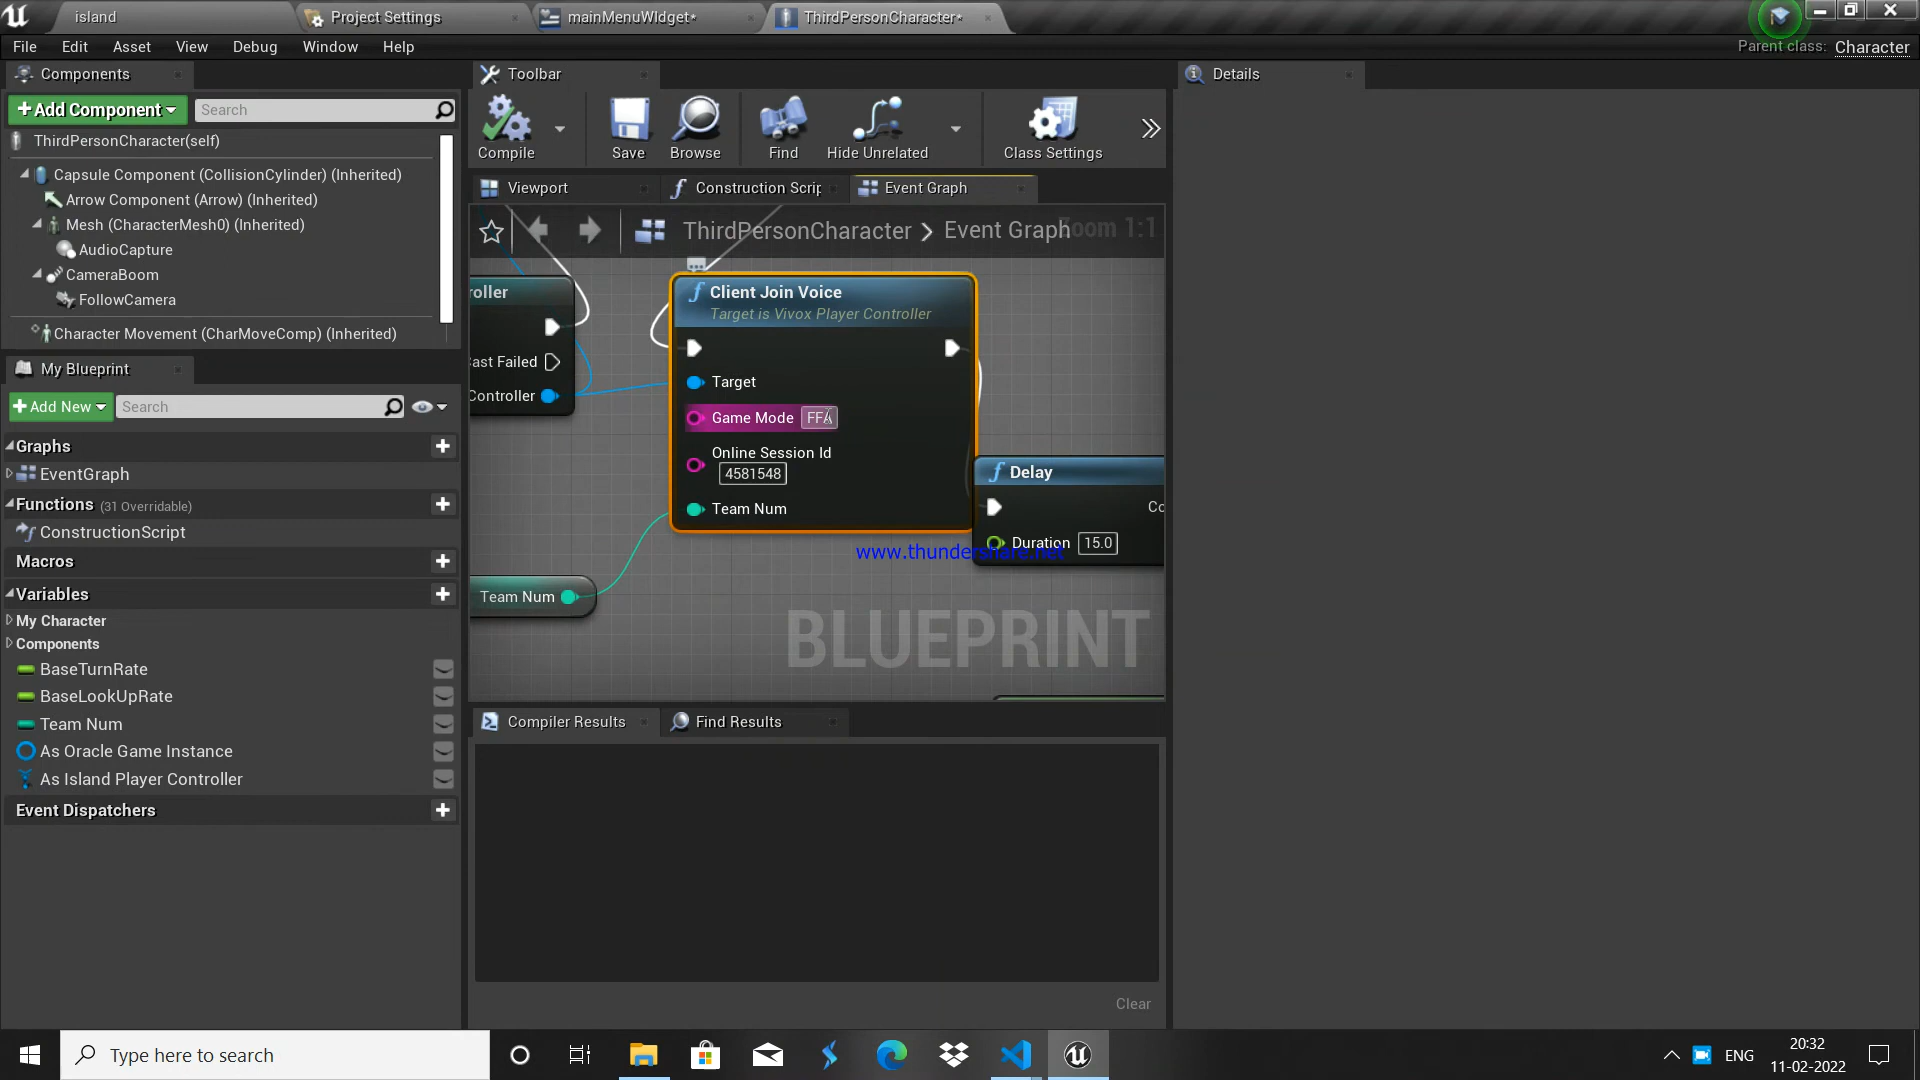 island
Project Settings
mainMenuWIdget*
ThirdPersonCharacter*
File Edit Asset View Debug Window Help
Parent class: Character
Components
Toolbar
Details
Add Component
Search
ThirdPersonCharacter(self)
Capsule Component (CollisionCylinder) (Inherited)
Arrow Component (Arrow) (Inherited)
Mesh (CharacterMesh0) (Inherited)
AudioCapture
CameraBoom
FollowCamera
Character Movement (CharMoveComp) (Inherited)
Compile
Save
Browse
Find
Hide Unrelated
Class Settings
Viewport
Construction Scrip
Event Graph
ThirdPersonCharacter > Event Graph
Zoom 1:1
roller
Cast Failed
Controller
Client Join Voice
Target is Vivox Player Controller
Target
Game Mode FFA
Online Session Id
4581548
Team Num
Delay
Co
Duration 15.0
www.thundershare.net
Team Num
BLUEPRINT
My Blueprint
Add New
Search
Graphs
EventGraph
Functions (31 Overridable)
ConstructionScript
Macros
Variables
My Character
Components
BaseTurnRate
BaseLookUpRate
Team Num
As Oracle Game Instance
As Island Player Controller
Event Dispatchers
Compiler Results
Find Results
Clear
Type here to search
ENG
20:32
11-02-2022